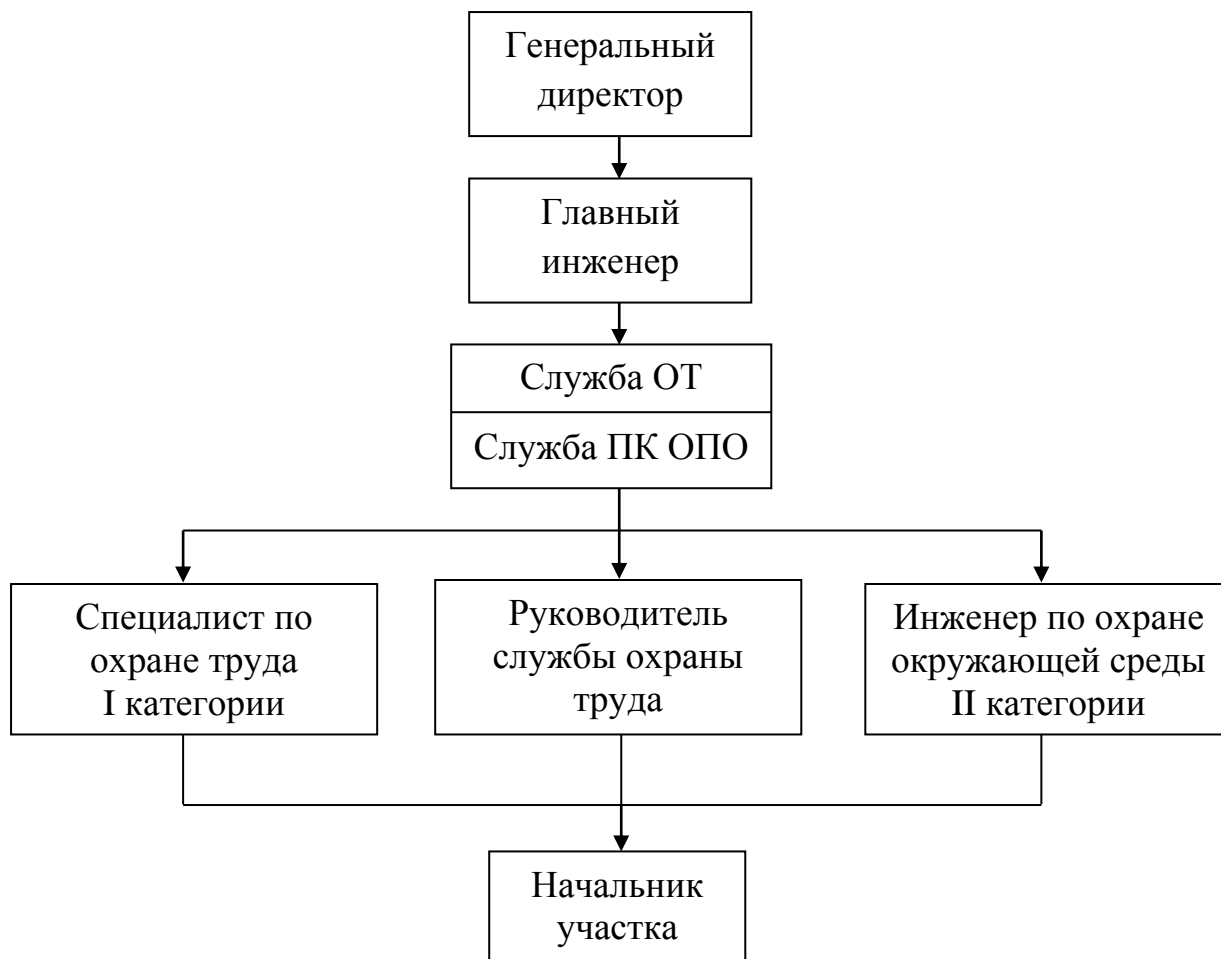 Генеральный
директор
Главный
инженер
Служба ОТ
Служба ПК ОПО
Специалист по
охране труда
I категории
Руководитель
службы охраны
труда
Инженер по охране
окружающей среды
II категории
Начальник
участка